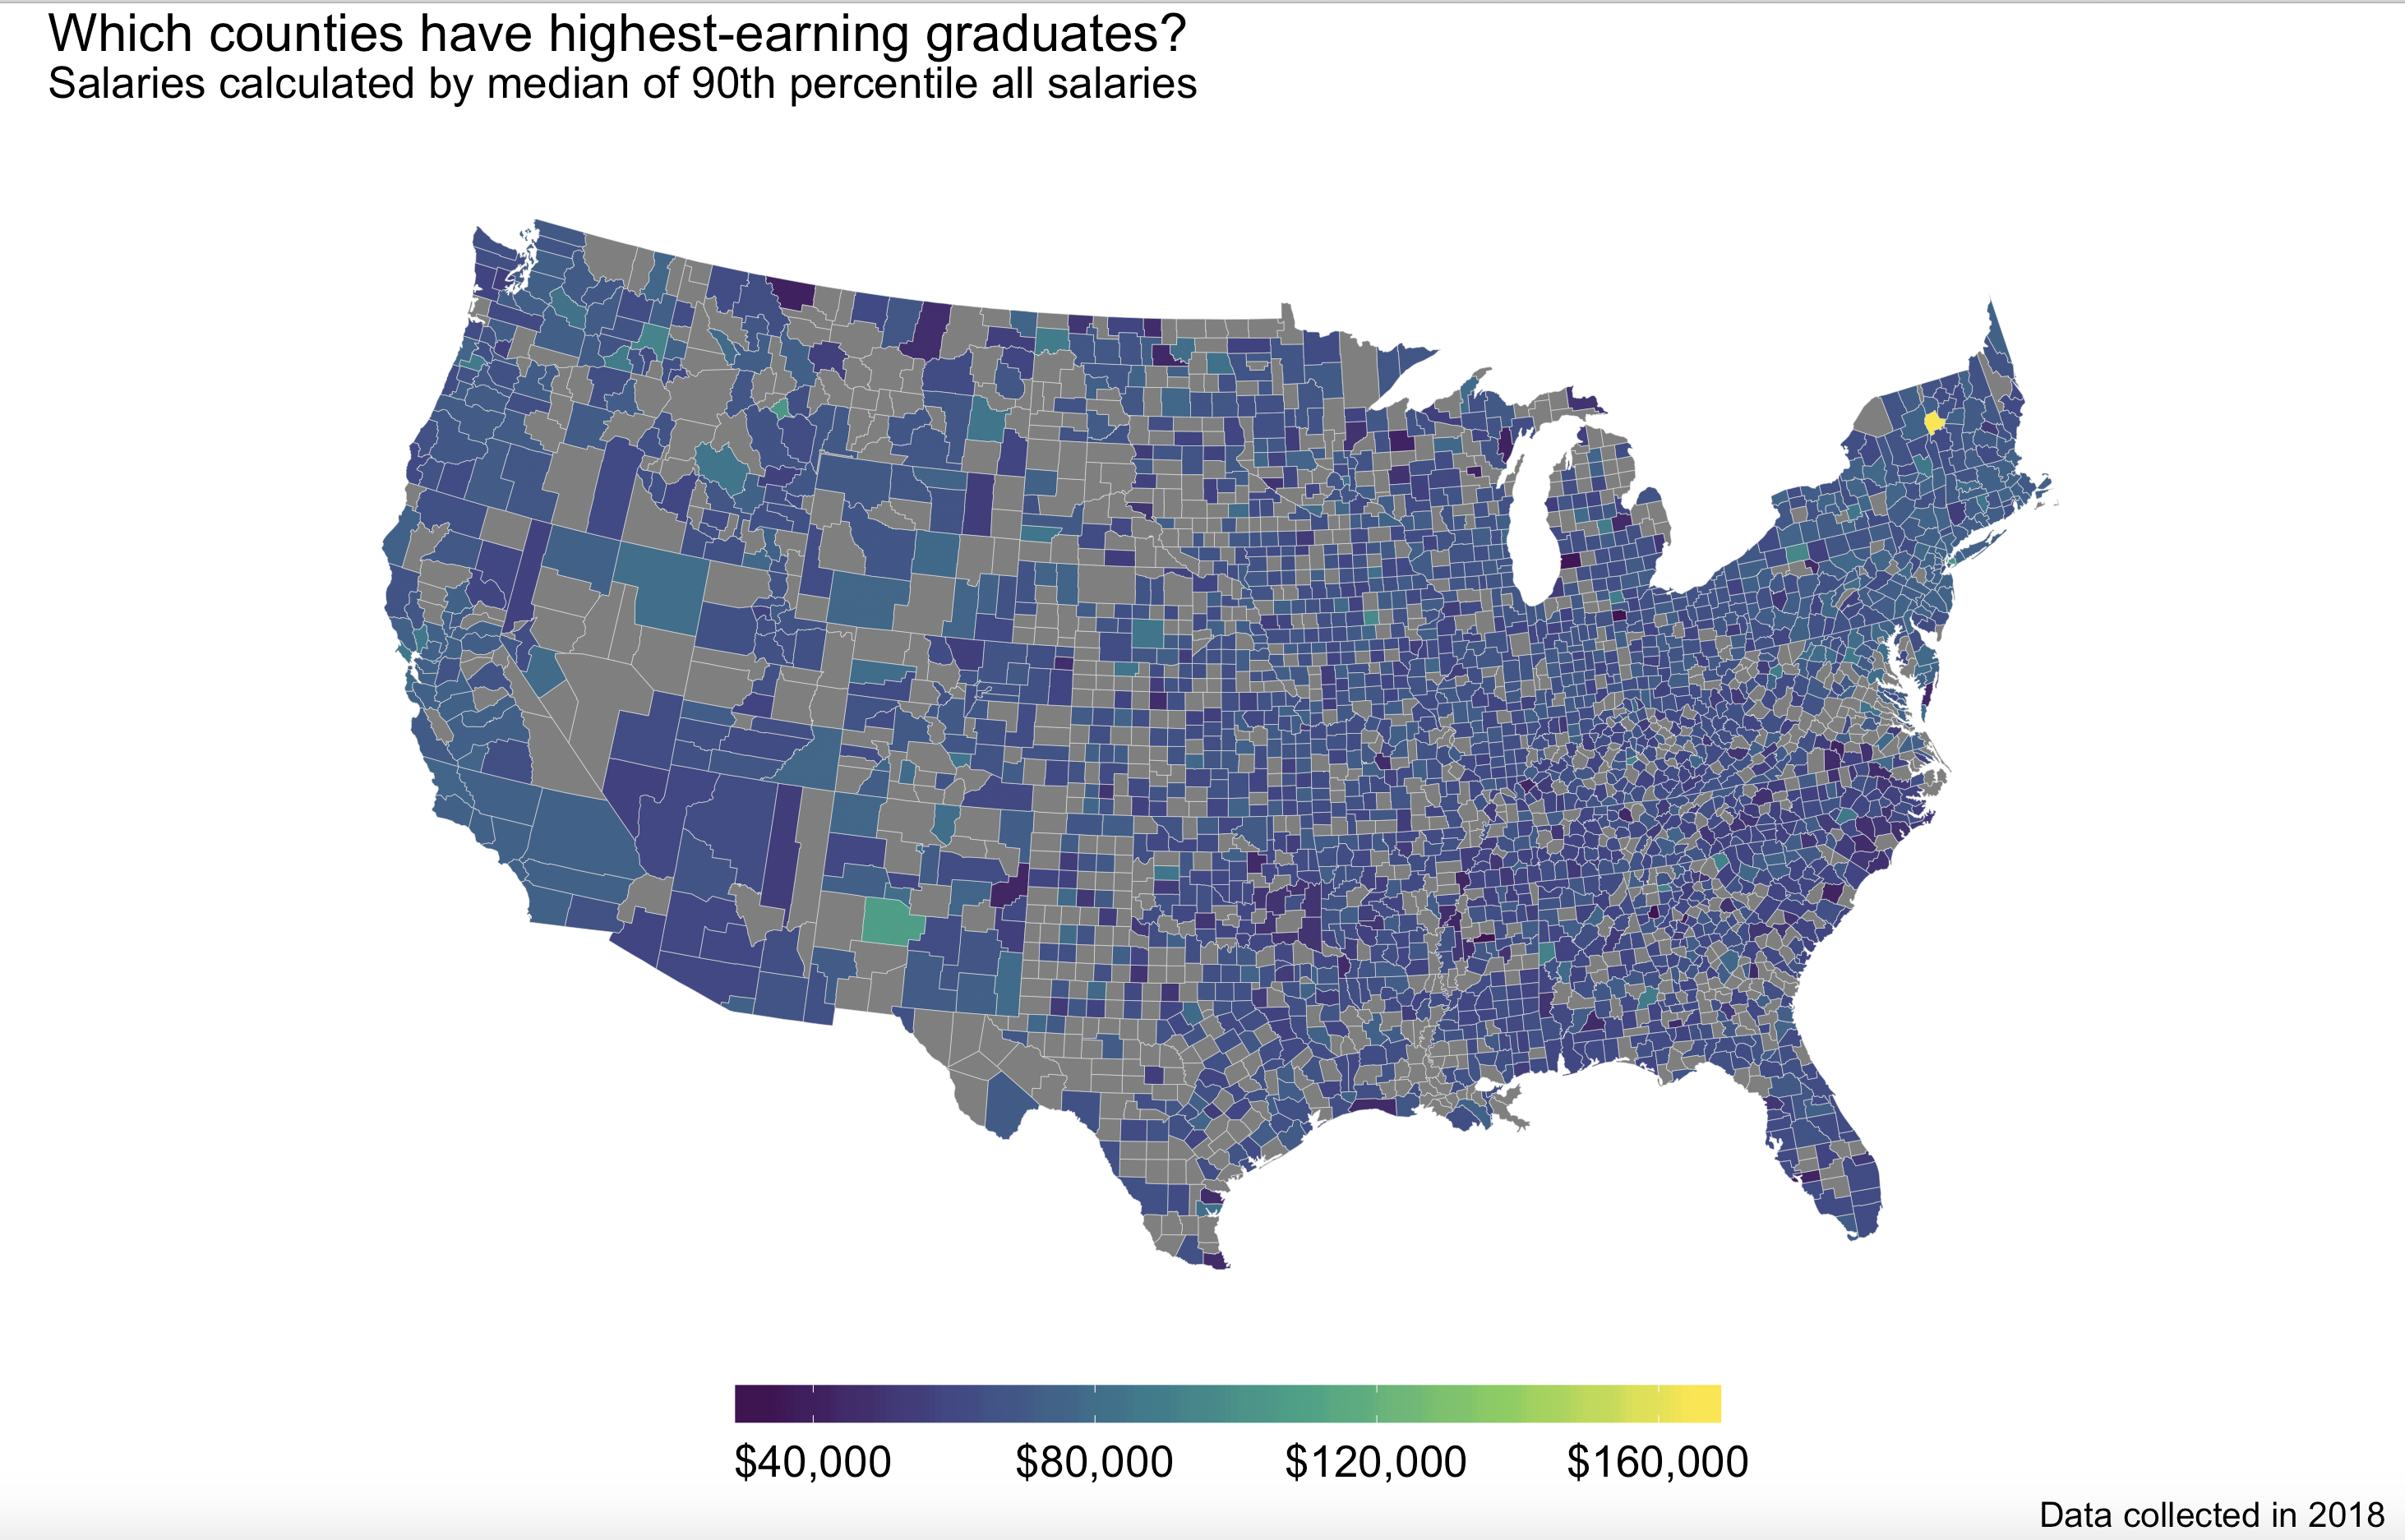 Which counties have highest-earning graduates?
Salaries calculated by median of 90th percentile all salaries
$40,000 $80,000 $120,000 $160,000
Data collected in 2018